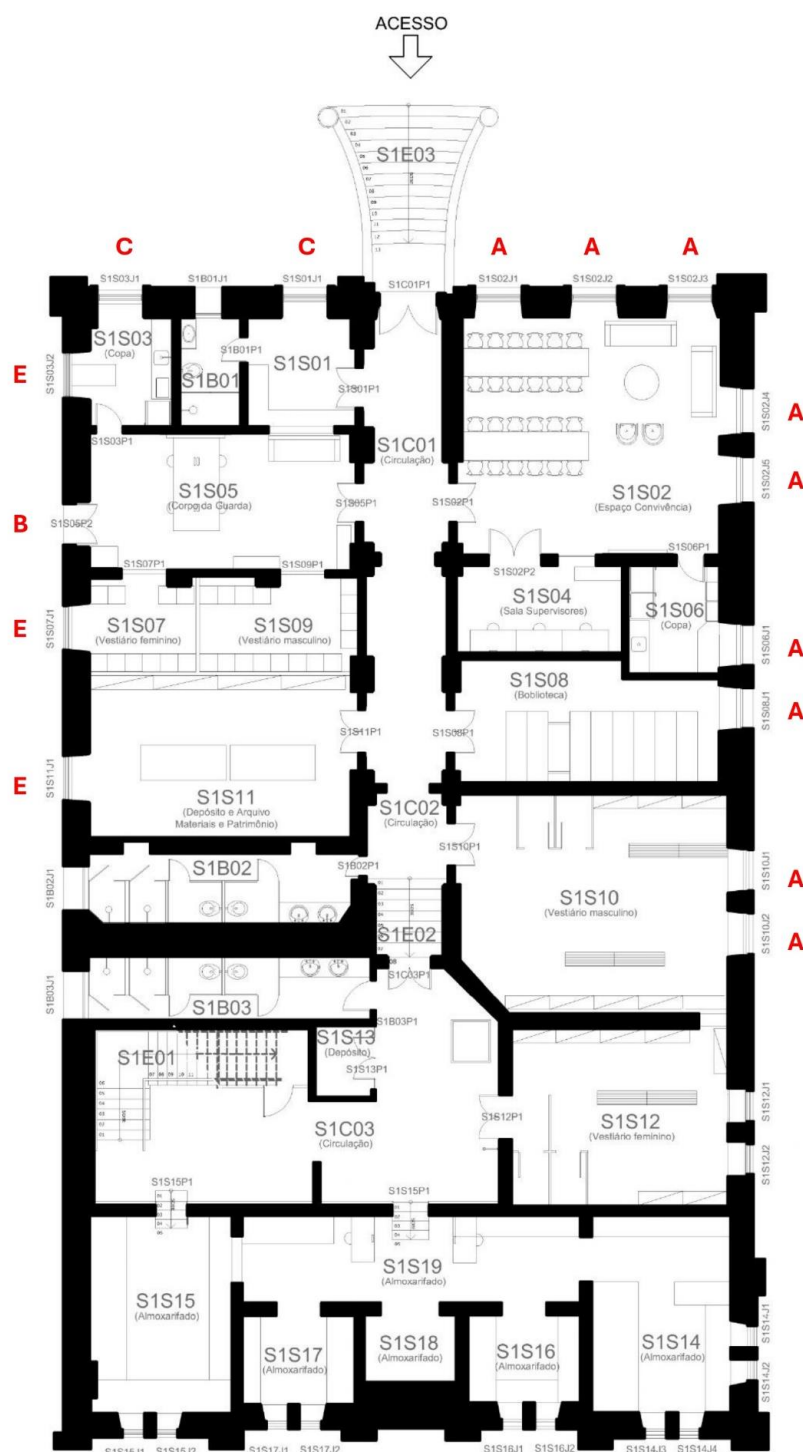 ACESSO
S1E03
C
C
A
A
A
S1S03J1
S1B01J1
S1S01J1
S1C01P1
S1S02J1
S1S02J2
S1S02J3
S1S03
(Copa)
S1B01P1
S1S01
S1B01
E
S1S03J2
S1S01P1
S1S02J4
A
S1S03P1
S1C01
(Circulação)
S1S02J5
A
S1S05
(Corpo da Guarda)
S1S05P1
S1S02P1
S1S02
(Espaço Convivência)
B
S1S05P2
S1S07P1
S1S09P1
S1S02P2
S1S06P1
S1S04
(Sala Supervisores)
S1S06
(Copa)
E
S1S07J1
S1S07
(Vestiário feminino)
S1S09
(Vestiário masculino)
S1S06J1
A
S1S08
(Boblioteca)
S1S08J1
A
S1S11P1
S1S08P1
E
S1S11J1
S1S11
(Depósito e Arquivo
Materiais e Patrimônio)
S1C02
(Circulação)
S1S10P1
S1B02J1
S1B02
S1B02P1
S1S10J1
A
S1S10
(Vestiário masculino)
S1E02
S1S10J2
A
S1C03P1
S1B03J1
S1B03
S1B03P1
S1S13
(Depósito)
S1S13P1
S1E01
S1C03
(Circulação)
S1S12P1
S1S12
(Vestiário feminino)
S1S12J1
S1S12J2
S1S15P1
S1S15P1
S1S19
(Almoxarifado)
S1S15
(Almoxarifado)
S1S17
(Almoxarifado)
S1S18
(Almoxarifado)
S1S16
(Almoxarifado)
S1S14
(Almoxarifado)
S1S14J1
S1S14J2
S1S17J1
S1S17J2
S1S16J1
S1S16J2
S1S14J3
S1S14J4